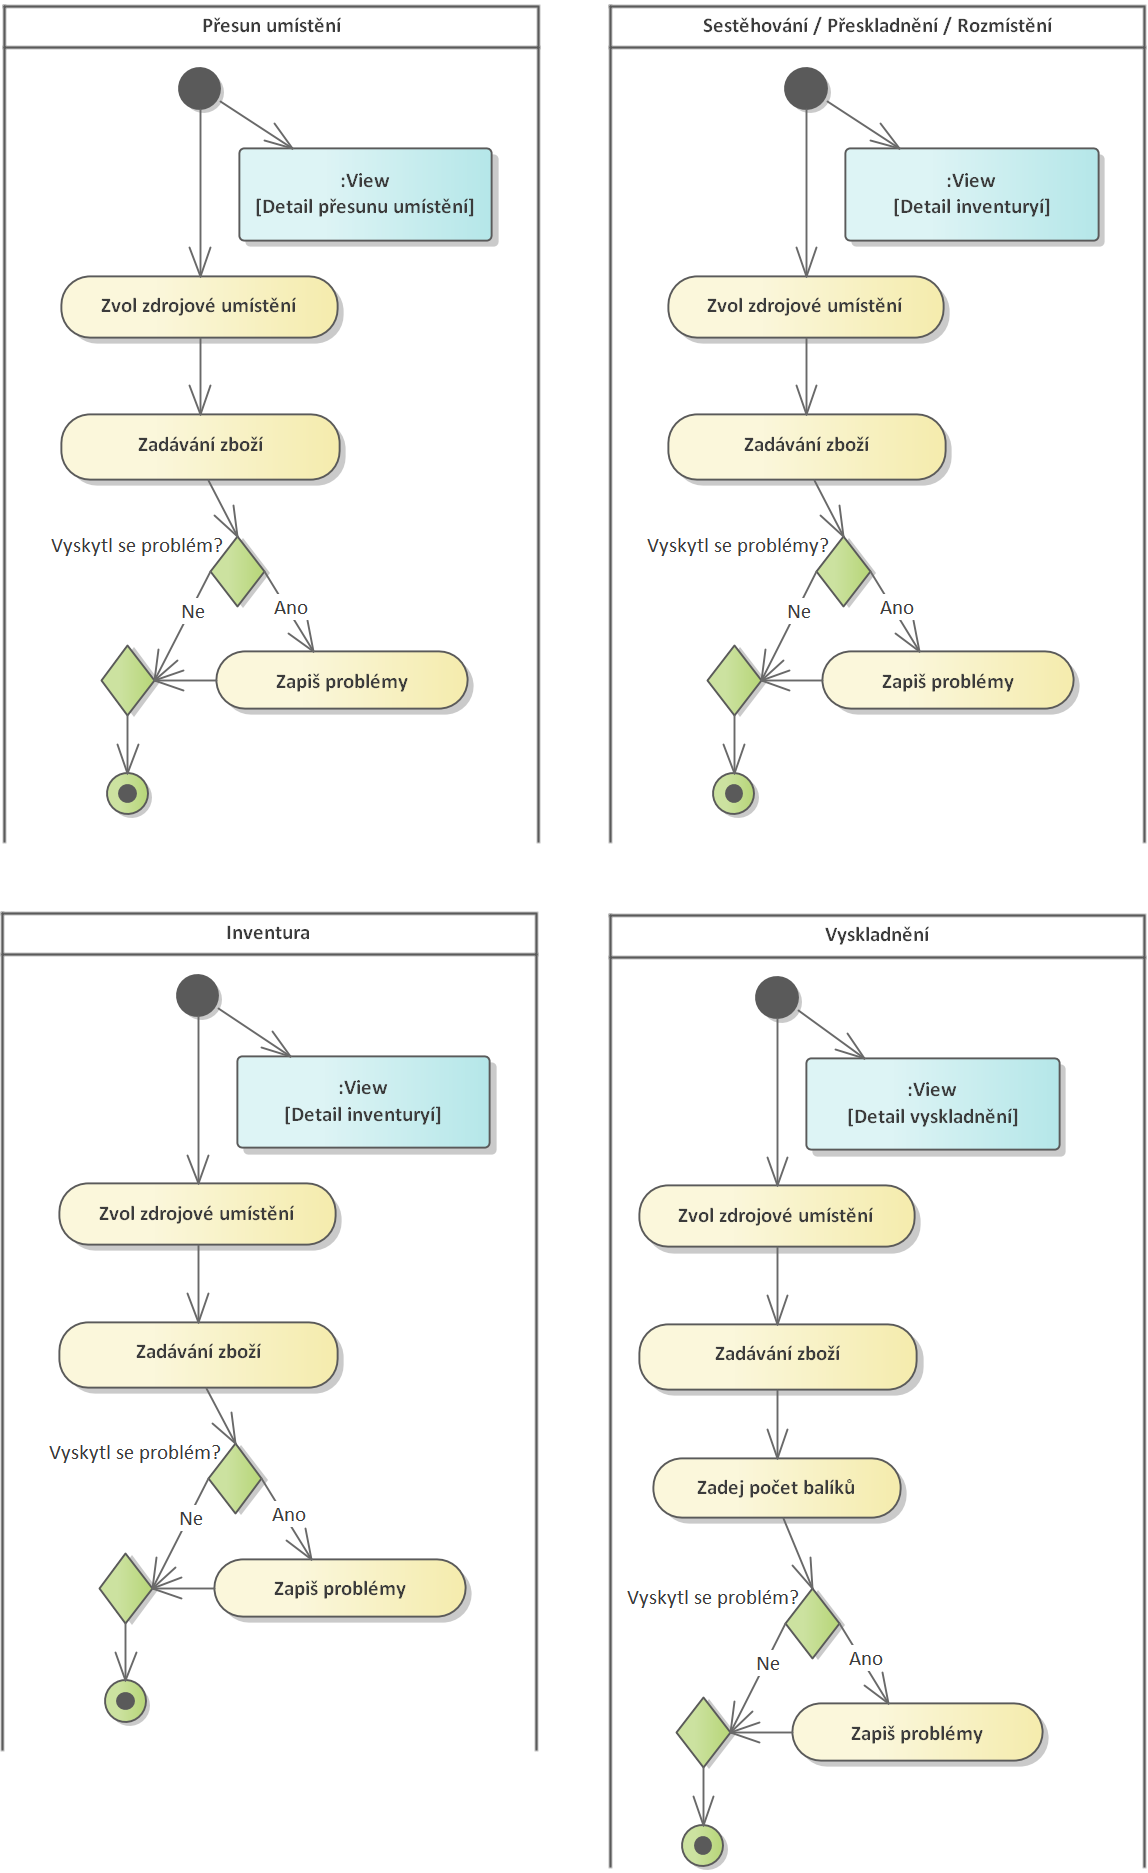 Přesun umístění
:View
[Detail přesunu umístění]
Zvol zdrojové umístění
Zadávání zboží
Vyskytl se problém?
Ne
Ano
Zapiš problémy
Sestěhování / Přeskladnění / Rozmístění
:View
[Detail inventuryí]
Zvol zdrojové umístění
Zadávání zboží
Vyskytl se problémy?
Ne
Ano
Zapiš problémy
Inventura
:View
[Detail inventuryí]
Zvol zdrojové umístění
Zadávání zboží
Vyskytl se problém?
Ne
Ano
Zapiš problémy
Vyskladnění
:View
[Detail vyskladnění]
Zvol zdrojové umístění
Zadávání zboží
Zadej počet balíků
Vyskytl se problém?
Ne
Ano
Zapiš problémy